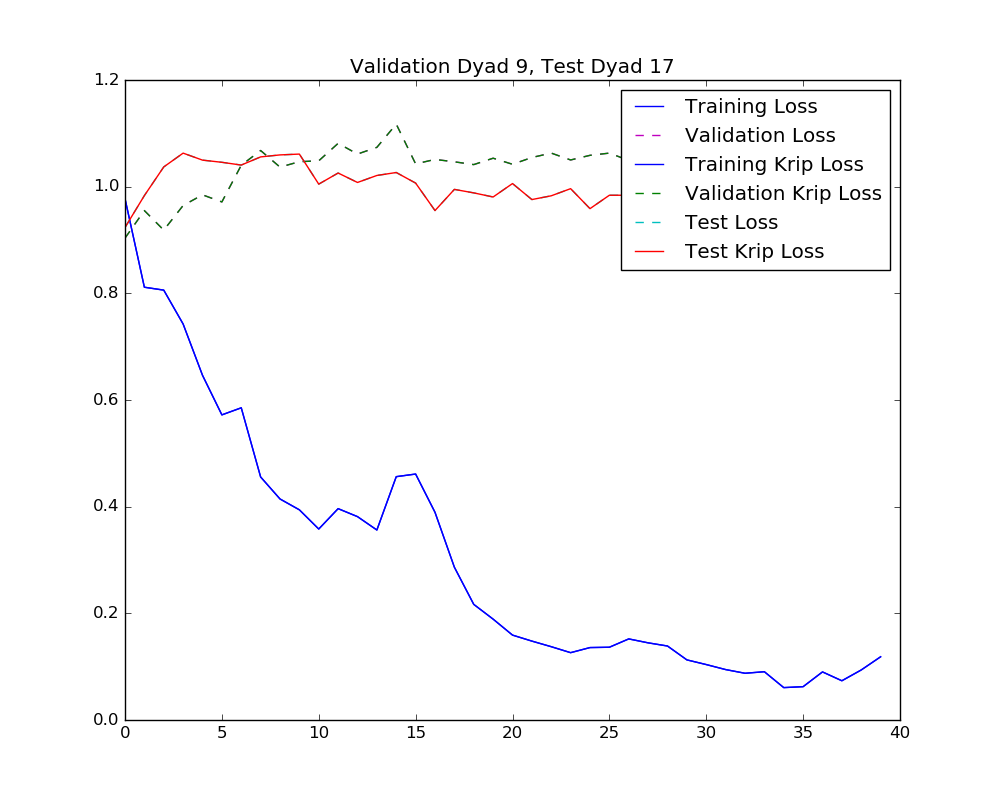 Validation Dyad 9, Test Dyad 17
1.2
1.0
0.8
0.6
0.4
0.2
0.0
Training Loss
Validation Loss
Training Krip Loss
Validation Krip Loss
Test Loss
Test Krip Loss
0 5 10 15 20 25 30 35 40